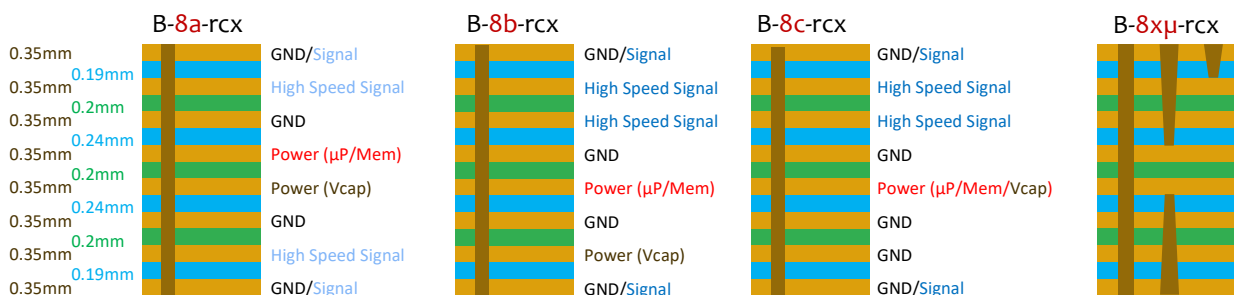 B-8a-rcx B-8b-rcx B-8c-rcx B-8xµ-rcx
0.35mm GND/Signal GND/Signal GND/Signal
0.19mm
0.35mm High Speed Signal High Speed Signal High Speed Signal
0.2mm
0.35mm GND High Speed Signal High Speed Signal
0.24mm
0.35mm Power (µP/Mem) GND GND
0.2mm
0.35mm Power (Vcap) Power (µP/Mem) Power (µP/Mem/Vcap)
0.24mm
0.35mm GND GND GND
0.2mm
0.35mm High Speed Signal Power (Vcap) GND
0.19mm
0.35mm GND/Signal GND/Signal GND/Signal